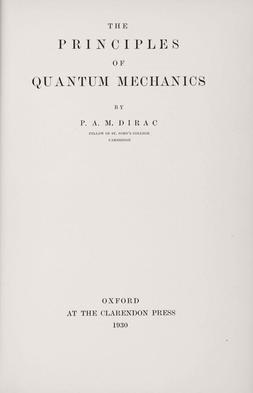 THE
PRINCIPLES
OF
QUANTUM MECHANICS
BY
P. A. M. DIRAC
FELLOW OF ST. JOHN'S COLLEGE
CAMBRIDGE
OXFORD
AT THE CLARENDON PRESS
1930